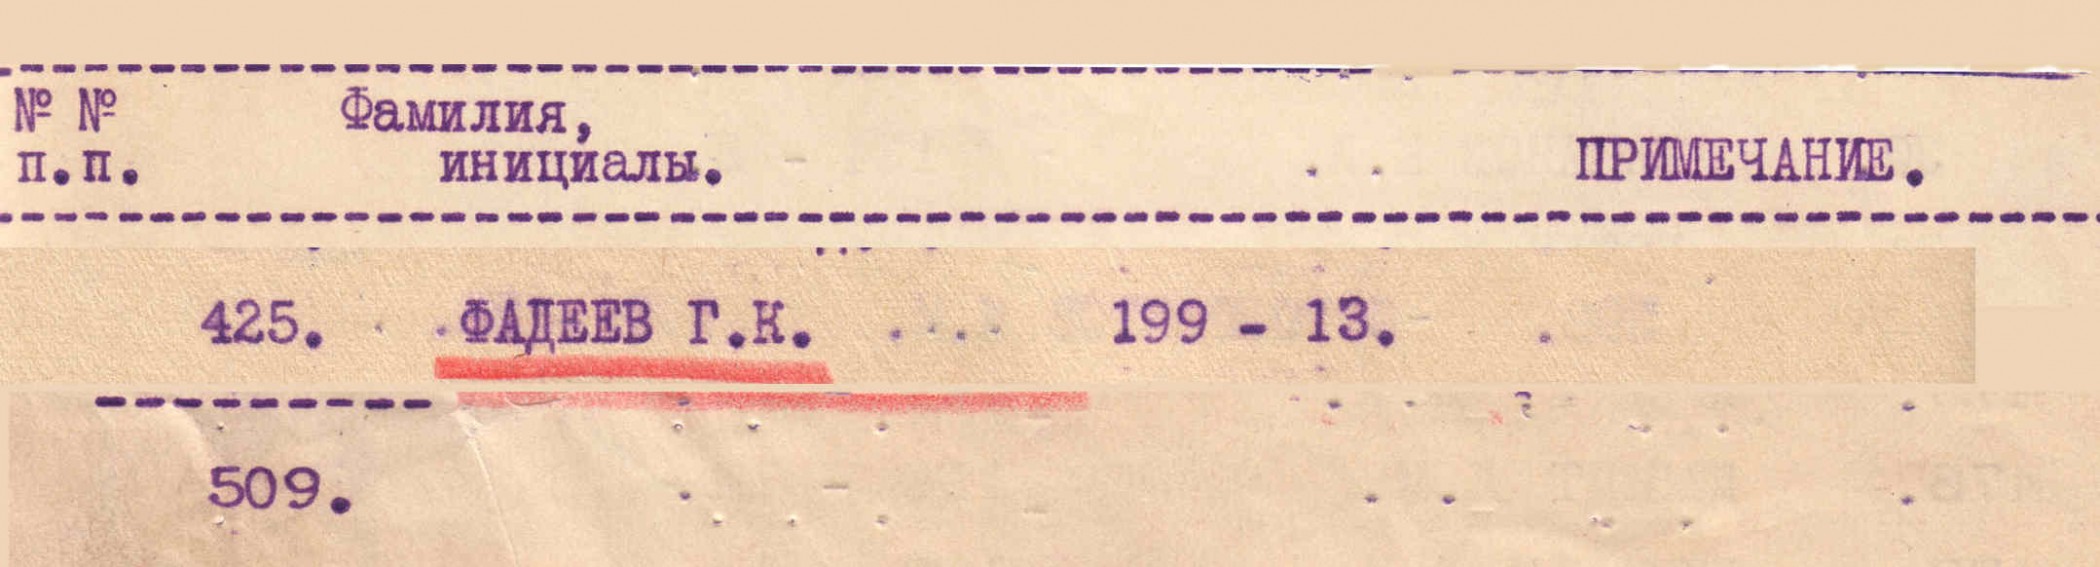 № № Фамилия,
п.п. инициалы. ПРИМЕЧАНИЕ.
425. ФАДЕЕВ Г.К. 199 - 13.
509.